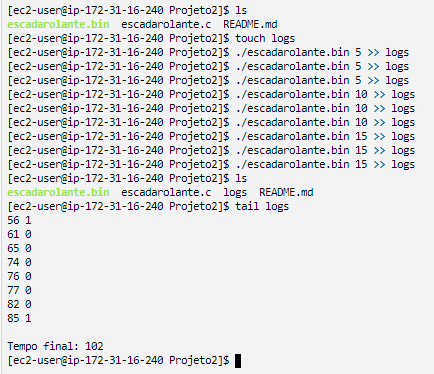 [ec2-user@ip-172-31-16-240 Projeto2]$ ls
escadarolante.bin  escadarolante.c  README.md
[ec2-user@ip-172-31-16-240 Projeto2]$ touch logs
[ec2-user@ip-172-31-16-240 Projeto2]$ ./escadarolante.bin 5 >> logs
[ec2-user@ip-172-31-16-240 Projeto2]$ ./escadarolante.bin 5 >> logs
[ec2-user@ip-172-31-16-240 Projeto2]$ ./escadarolante.bin 5 >> logs
[ec2-user@ip-172-31-16-240 Projeto2]$ ./escadarolante.bin 10 >> logs
[ec2-user@ip-172-31-16-240 Projeto2]$ ./escadarolante.bin 10 >> logs
[ec2-user@ip-172-31-16-240 Projeto2]$ ./escadarolante.bin 10 >> logs
[ec2-user@ip-172-31-16-240 Projeto2]$ ./escadarolante.bin 15 >> logs
[ec2-user@ip-172-31-16-240 Projeto2]$ ./escadarolante.bin 15 >> logs
[ec2-user@ip-172-31-16-240 Projeto2]$ ./escadarolante.bin 15 >> logs
[ec2-user@ip-172-31-16-240 Projeto2]$ ls
escadarolante.bin  escadarolante.c  logs  README.md
[ec2-user@ip-172-31-16-240 Projeto2]$ tail logs
56 1
61 0
65 0
74 0
76 0
77 0
82 0
85 1
Tempo final: 102
[ec2-user@ip-172-31-16-240 Projeto2]$